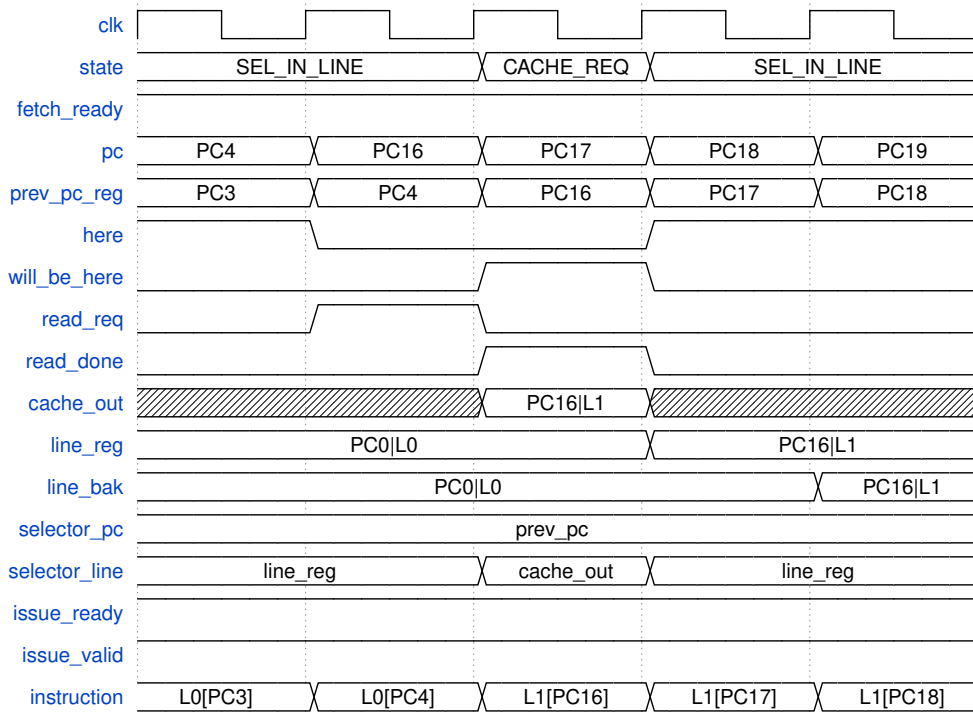 clk
state SEL_IN_LINE CACHE_REQ SEL_IN_LINE
fetch_ready
pc PC4 PC16 PC17 PC18 PC19
prev_pc_reg PC3 PC4 PC16 PC17 PC18
here
will_be_here
read_req
read_done
cache_out PC16|L1
line_reg PC0|L0 PC16|L1
line_bak PC0|L0 PC16|L1
selector_pc prev_pc
selector_line line_reg cache_out line_reg
issue_ready
issue_valid
instruction L0[PC3] L0[PC4] L1[PC16] L1[PC17] L1[PC18]